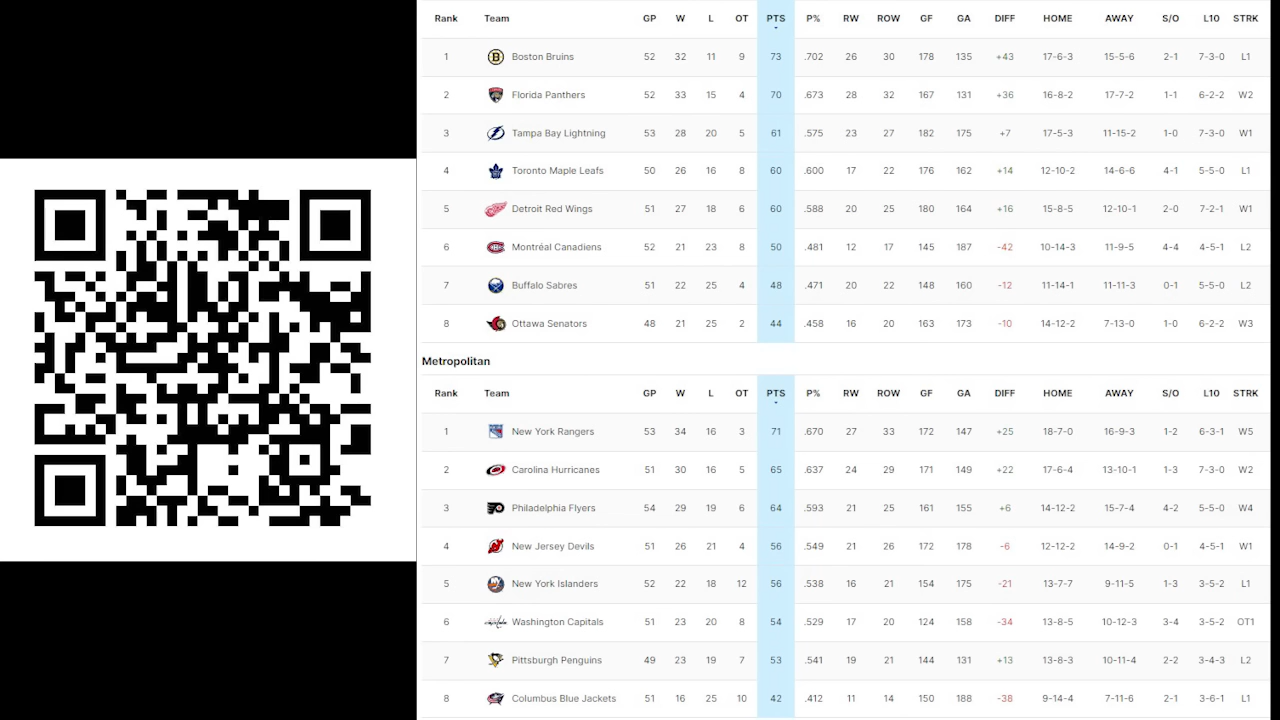 Rank Team GP W L OT PTS P% RW ROW GF GA DIFF HOME AWAY S/O L10 STRK
1 Boston Bruins 52 32 11 9 73 .702 26 30 178 135 +43 17-6-3 15-5-6 2-1 7-3-0 L1
2 Florida Panthers 52 33 15 4 70 .673 28 32 167 131 +36 16-8-2 17-7-2 1-1 6-2-2 W2
3 Tampa Bay Lightning 53 28 20 5 61 .575 23 27 182 175 +7 17-5-3 11-15-2 1-0 7-3-0 W1
4 Toronto Maple Leafs 50 26 16 8 60 .600 17 22 176 162 +14 12-10-2 14-6-6 4-1 5-5-0 L1
5 Detroit Red Wings 51 27 18 6 60 .588 20 25 180 164 +16 15-8-5 12-10-1 2-0 7-2-1 W1
6 Montréal Canadiens 52 21 23 8 50 .481 12 17 145 187 -42 10-14-3 11-9-5 4-4 4-5-1 L2
7 Buffalo Sabres 51 22 25 4 48 .471 20 22 148 160 -12 11-14-1 11-11-3 0-1 5-5-0 L2
8 Ottawa Senators 48 21 25 2 44 .458 16 20 163 173 -10 14-12-2 7-13-0 1-0 6-2-2 W3
Metropolitan
Rank Team GP W L OT PTS P% RW ROW GF GA DIFF HOME AWAY S/O L10 STRK
1 New York Rangers 53 34 16 3 71 .670 27 33 172 147 +25 18-7-0 16-9-3 1-2 6-3-1 W5
2 Carolina Hurricanes 51 30 16 5 65 .637 24 29 171 149 +22 17-6-4 13-10-1 1-3 7-3-0 W2
3 Philadelphia Flyers 54 29 19 6 64 .593 21 25 161 155 +6 14-12-2 15-7-4 4-2 5-5-0 W4
4 New Jersey Devils 51 26 21 4 56 .549 21 26 172 178 -6 12-12-2 14-9-2 0-1 4-5-1 W1
5 New York Islanders 52 22 18 12 56 .538 16 21 154 175 -21 13-7-7 9-11-5 1-3 3-5-2 L1
6 Washington Capitals 51 23 20 8 54 .529 17 20 124 158 -34 13-8-5 10-12-3 3-4 3-5-2 OT1
7 Pittsburgh Penguins 49 23 19 7 53 .541 19 21 144 131 +13 13-8-3 10-11-4 2-2 3-4-3 L2
8 Columbus Blue Jackets 51 16 25 10 42 .412 11 14 150 188 -38 9-14-4 7-11-6 2-1 3-6-1 L1